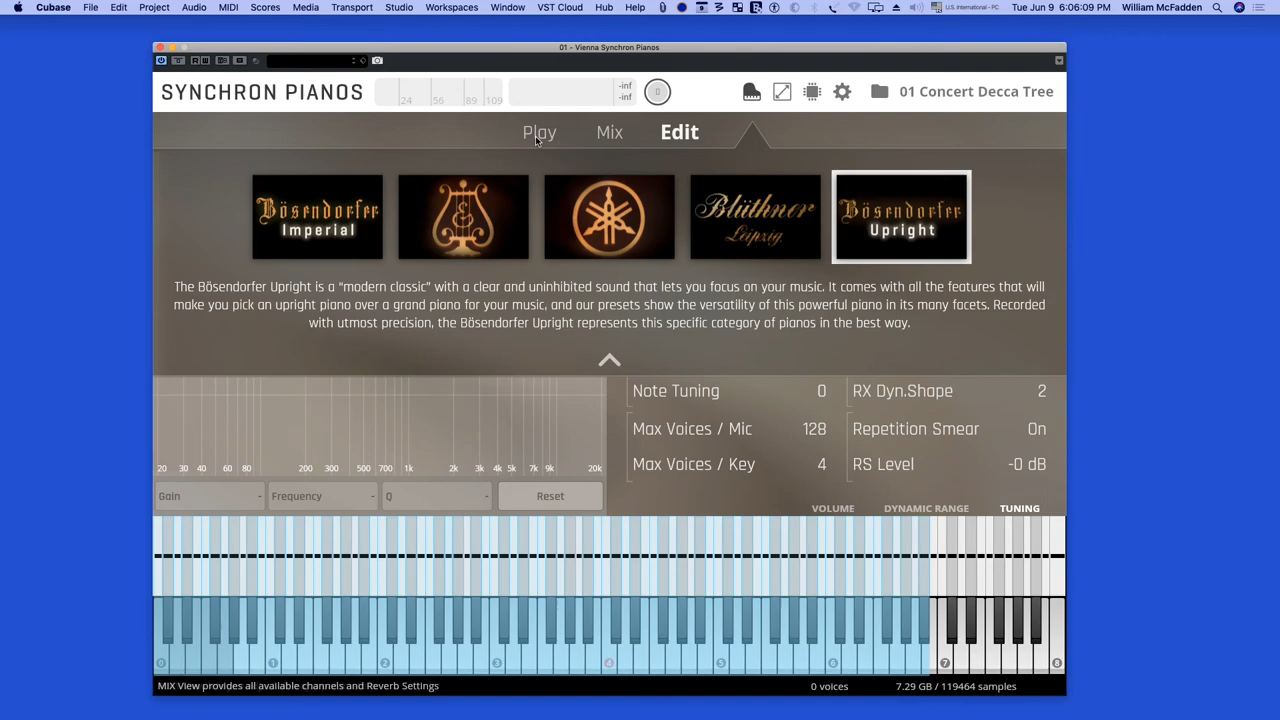 Cubase File Edit Project Audio MIDI Scores Media Transport Studio Workspaces Window VST Cloud Hub Help U.S. International - PC Tue Jun 9 6:06:09 PM William McFadden
01 - Vienna Synchron Pianos
R W
SYNCHRON PIANOS 24 56 89 109 -inf -inf 0 01 Concert Decca Tree
Play Mix Edit
Bösendorfer Imperial
Blüthner Leipzig
Bösendorfer Upright
The Bösendorfer Upright is a “modern classic” with a clear and uninhibited sound that lets you focus on your music. It comes with all the features that will
make you pick an upright piano over a grand piano for your music, and our presets show the versatility of this powerful piano in its many facets. Recorded
with utmost precision, the Bösendorfer Upright represents this specific category of pianos in the best way.
Note Tuning 0 RX Dyn.Shape 2
Max Voices / Mic 128 Repetition Smear On
Max Voices / Key 4 RS Level -0 dB
20 30 40 60 80 200 300 500 700 1k 2k 3k 4k 5k 7k 9k 20k
Gain - Frequency - Q - Reset
VOLUME DYNAMIC RANGE TUNING
0 1 2 3 4 5 6 7 8
MIX View provides all available channels and Reverb Settings 0 voices 7.29 GB / 119464 samples